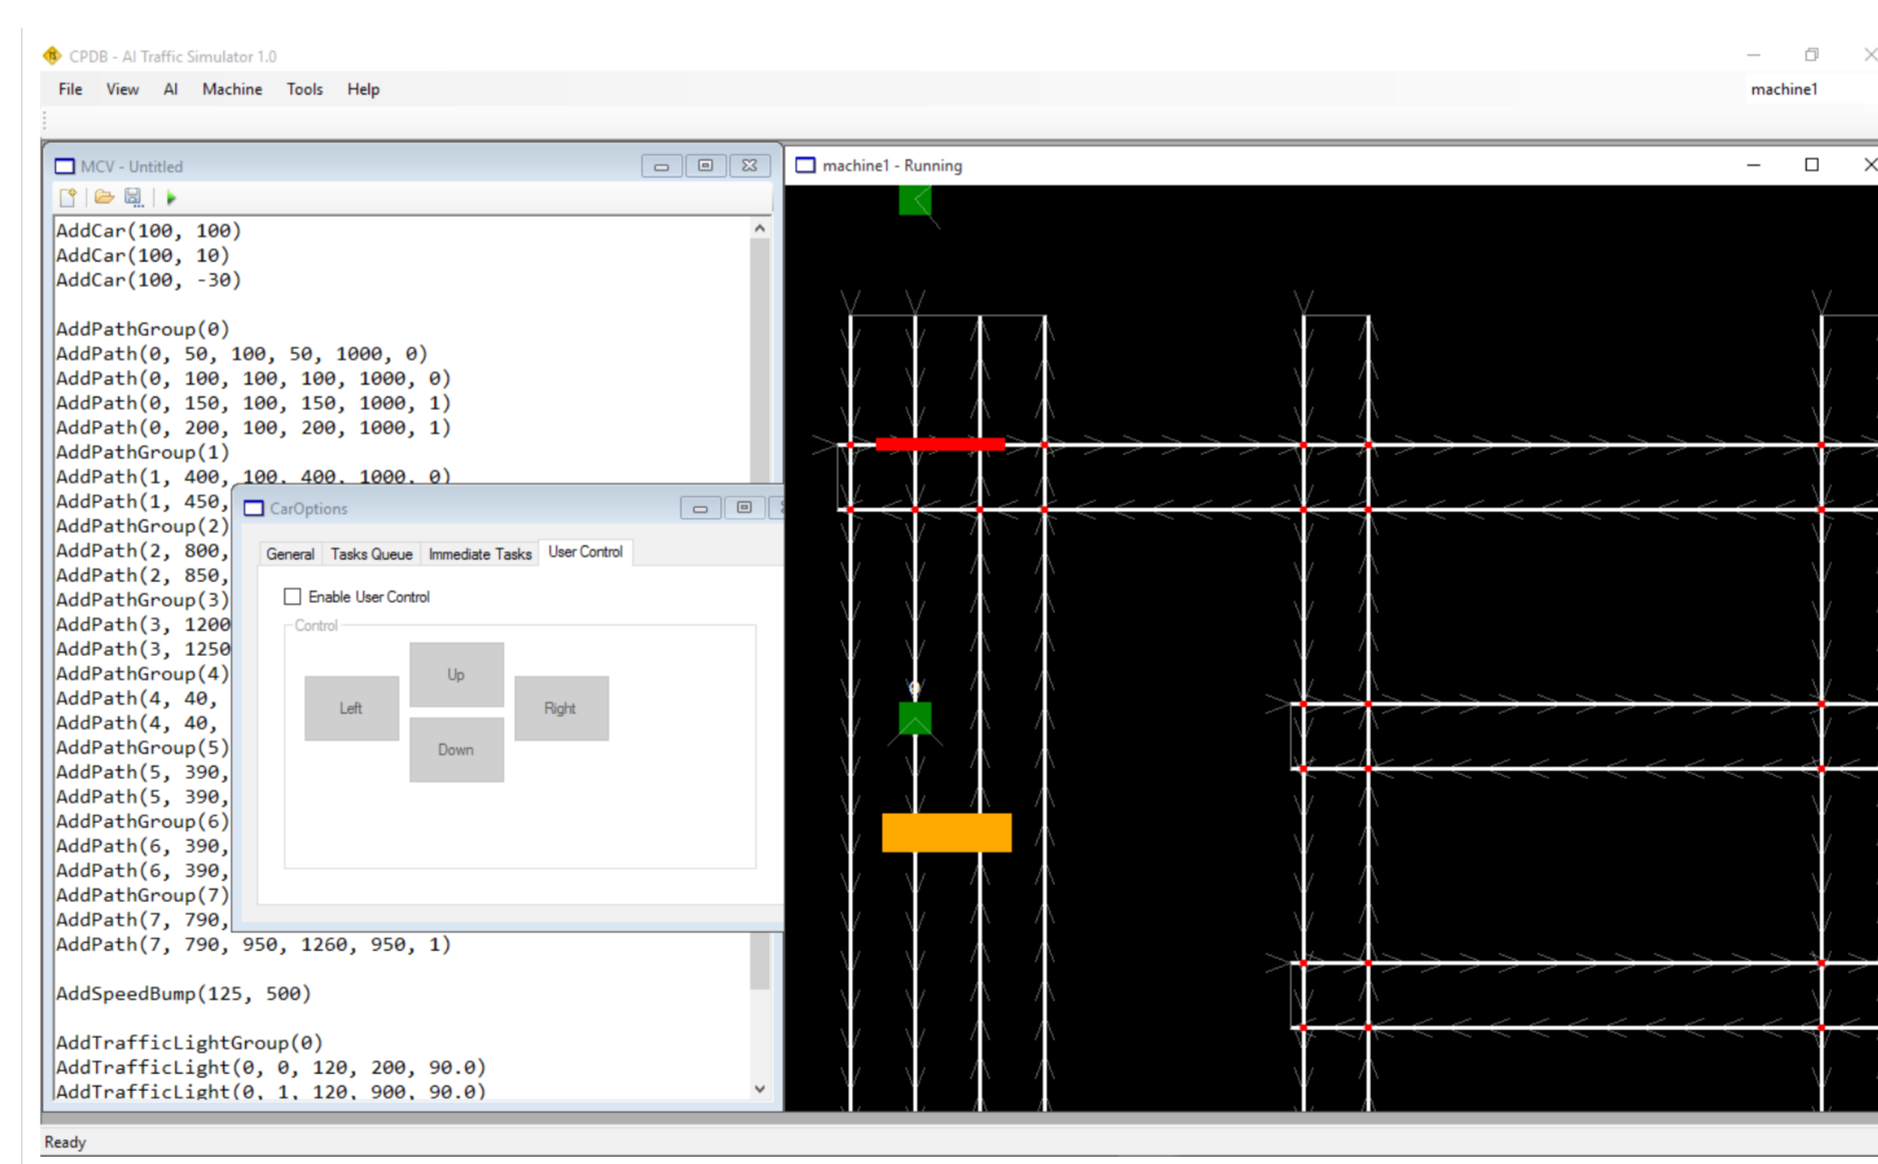 CPDB - AI Traffic Simulator 1.0
File View AI Machine Tools Help
machine1
MCV - Untitled
machine1 - Running
AddCar(100, 100)
AddCar(100, 10)
AddCar(100, -30)
AddPathGroup(0)
AddPath(0, 50, 100, 50, 1000, 0)
AddPath(0, 100, 100, 100, 1000, 0)
AddPath(0, 150, 100, 150, 1000, 1)
AddPath(0, 200, 100, 200, 1000, 1)
AddPathGroup(1)
AddPath(1, 400, 100, 400, 1000, 0)
AddPath(1, 450,
AddPathGroup(2)
AddPath(2, 800,
AddPath(2, 850,
AddPathGroup(3)
AddPath(3, 1200
AddPath(3, 1250
AddPathGroup(4)
AddPath(4, 40,
AddPath(4, 40,
AddPathGroup(5)
AddPath(5, 390,
AddPath(5, 390,
AddPathGroup(6)
AddPath(6, 390,
AddPath(6, 390,
AddPathGroup(7)
AddPath(7, 790,
AddPath(7, 790, 950, 1260, 950, 1)
AddSpeedBump(125, 500)
AddTrafficLightGroup(0)
AddTrafficLight(0, 0, 120, 200, 90.0)
AddTrafficLight(0, 1, 120, 900, 90.0)
CarOptions
General Tasks Queue Immediate Tasks User Control
Enable User Control
Control
Up
Left
Right
Down
Ready